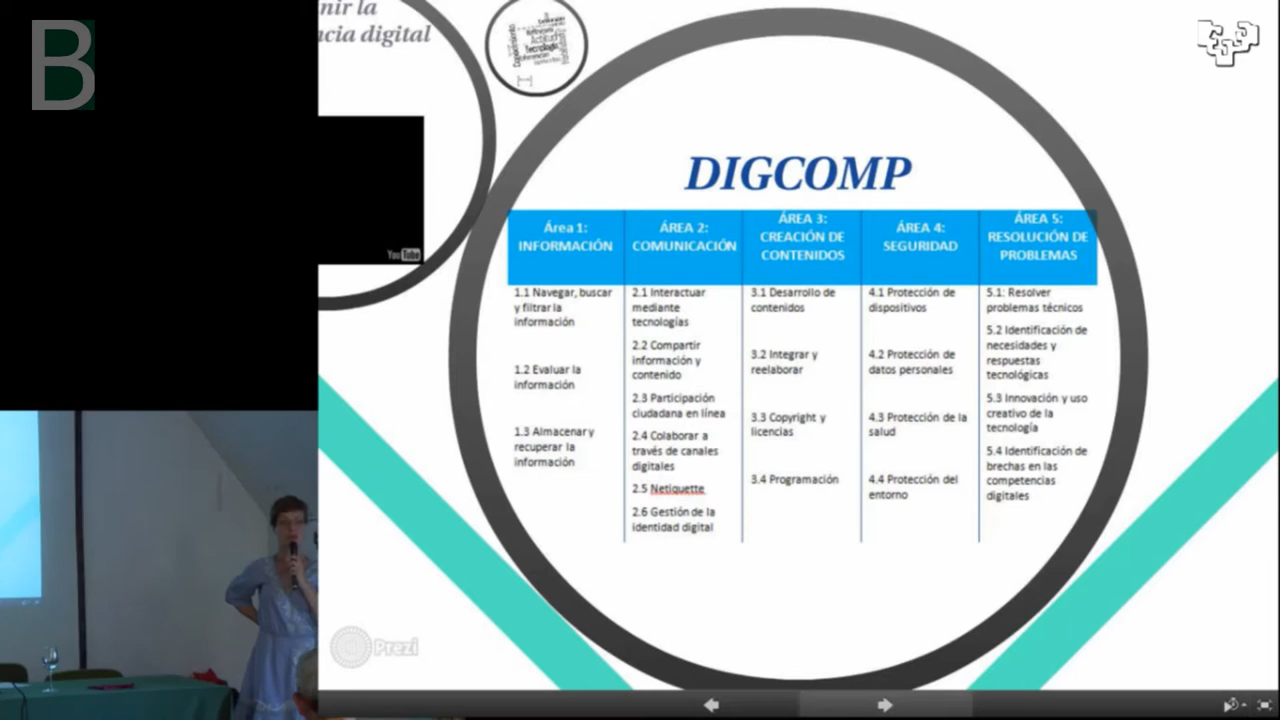 B
nir la
ncia digital
Conocimiento
Actitudes
Tecnología
You Tube
DIGCOMP
Área 1:
INFORMACIÓN
1.1 Navegar, buscar
y filtrar la
información
1.2 Evaluar la
información
1.3 Almacenar y
recuperar la
información
ÁREA 2:
COMUNICACIÓN
2.1 Interactuar
mediante
tecnologías
2.2 Compartir
información y
contenido
2.3 Participación
ciudadana en línea
2.4 Colaborar a
través de canales
digitales
2.5 Netiquette
2.6 Gestión de la
identidad digital
ÁREA 3:
CREACIÓN DE
CONTENIDOS
3.1 Desarrollo de
contenidos
3.2 Integrar y
reelaborar
3.3 Copyright y
licencias
3.4 Programación
ÁREA 4:
SEGURIDAD
4.1 Protección de
dispositivos
4.2 Protección de
datos personales
4.3 Protección de la
salud
4.4 Protección del
entorno
ÁREA 5:
RESOLUCIÓN DE
PROBLEMAS
5.1: Resolver
problemas técnicos
5.2 Identificación de
necesidades y
respuestas
tecnológicas
5.3 Innovación y uso
creativo de la
tecnología
5.4 Identificación de
brechas en las
competencias
digitales
Prezi